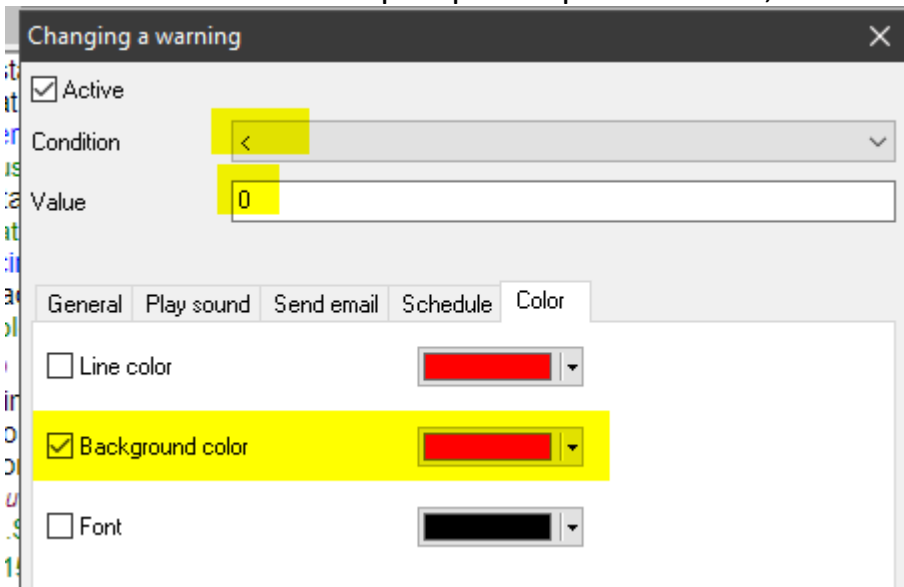 Changing a warning
Active
Condition <
Value 0
General Play sound Send email Schedule Color
Line color
Background color
Font